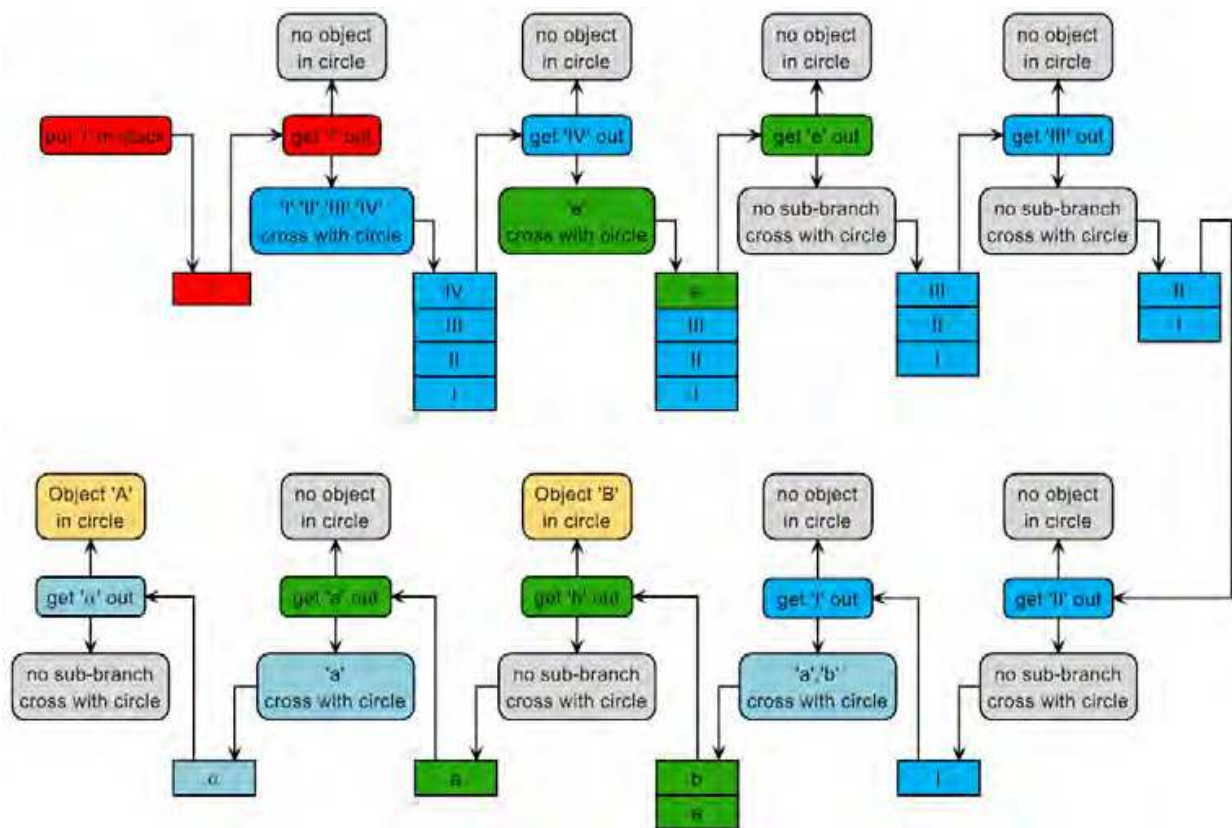 no object
in circle
no object
in circle
no object
in circle
no object
in circle
put 'i' in stack
get 'i' out
get 'IV' out
get 'e' out
get 'III' out
'I' 'II' 'III' 'IV'
cross with circle
'e'
cross with circle
no sub-branch
cross with circle
no sub-branch
cross with circle
IV
III
II
I
e
III
II
I
III
II
I
II
I
Object 'A'
in circle
no object
in circle
Object 'B'
in circle
no object
in circle
no object
in circle
get 'α' out
get 'a' out
get 'b' out
get 'I' out
get 'II' out
no sub-branch
cross with circle
'a'
cross with circle
no sub-branch
cross with circle
'a','b'
cross with circle
no sub-branch
cross with circle
α
a
b
a
I